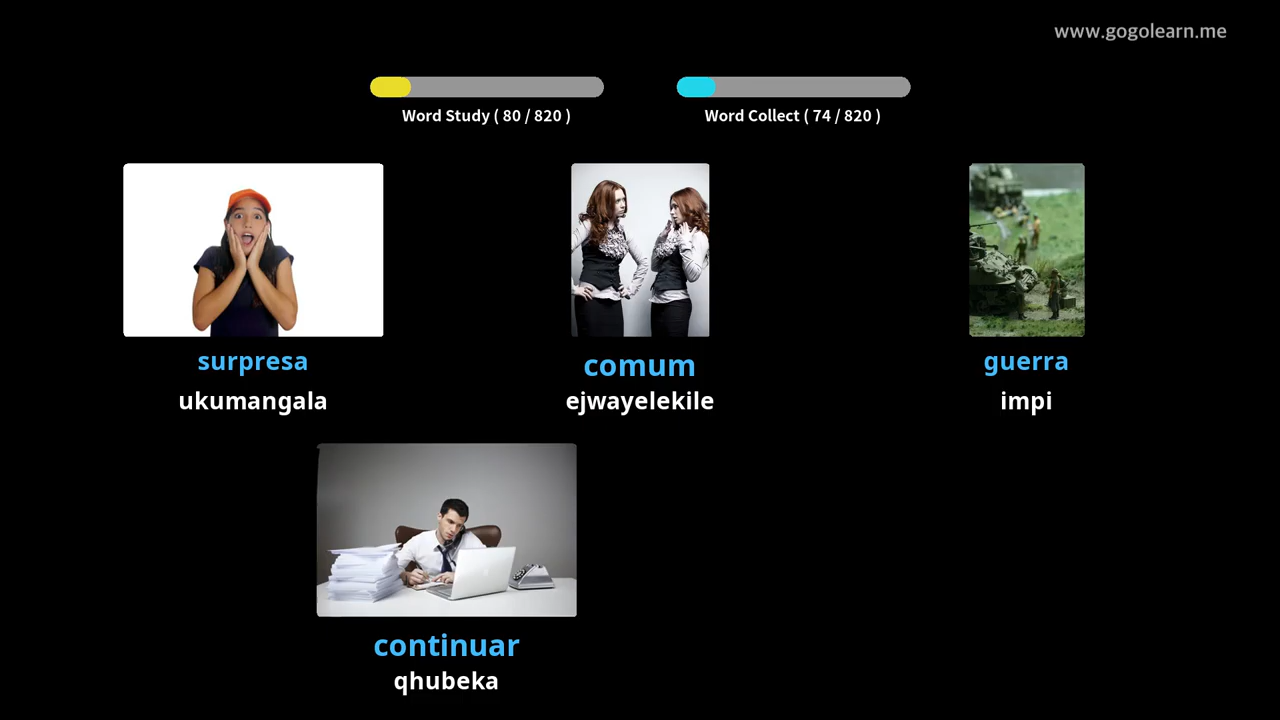 www.gogolearn.me
Word Study ( 80 / 820 )
Word Collect ( 74 / 820 )
surpresa
ukumangala
comum
ejwayelekile
guerra
impi
continuar
qhubeka